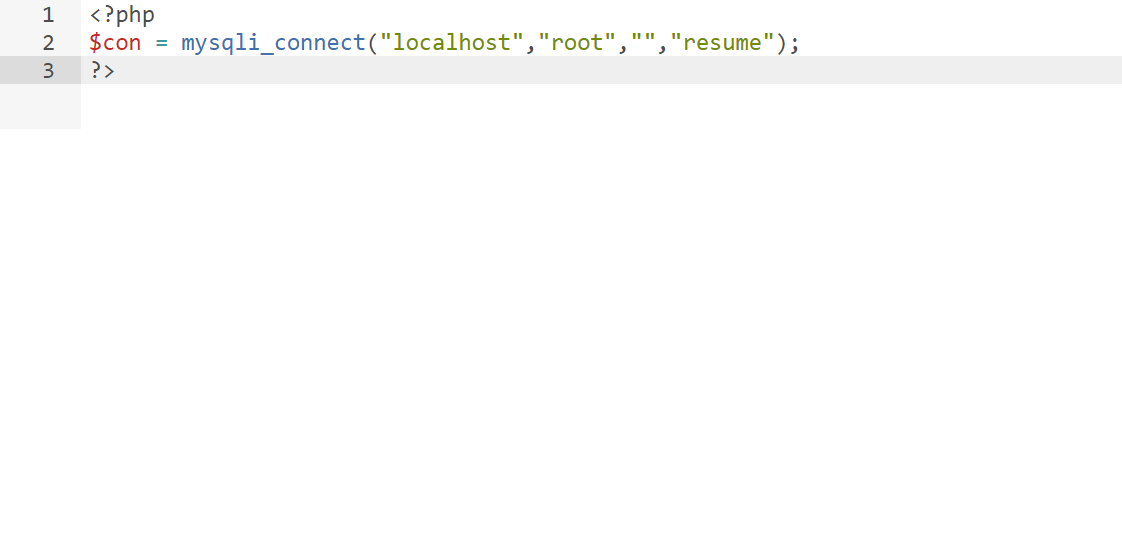 1 <?php
2 $con = mysqli_connect("localhost","root","","resume");
3 ?>